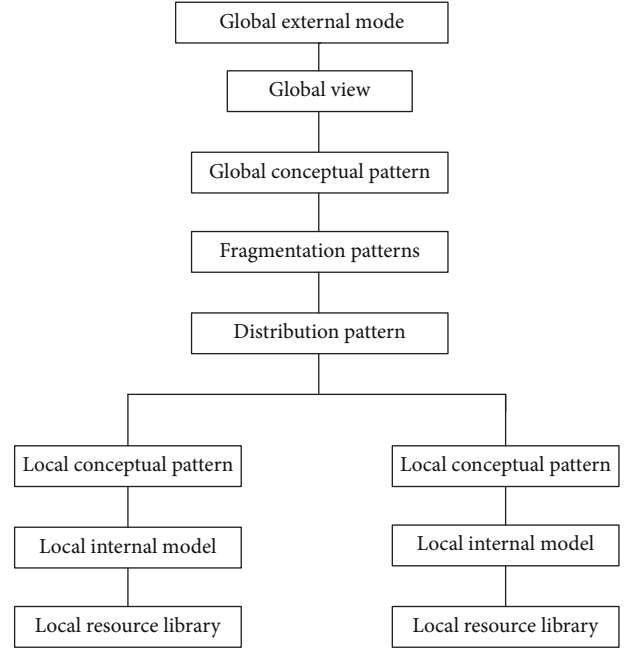 Global external mode
Global view
Global conceptual pattern
Fragmentation patterns
Distribution pattern
Local conceptual pattern
Local conceptual pattern
Local internal model
Local internal model
Local resource library
Local resource library